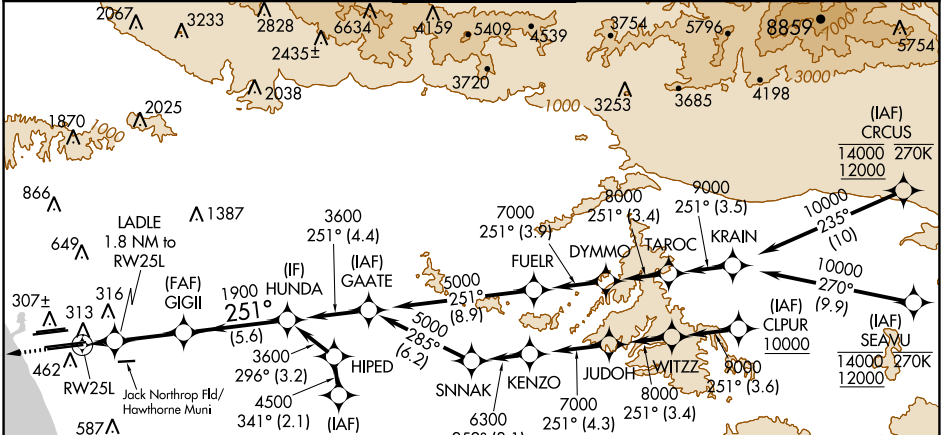 2067
3233
2828
6634
4159
5409
4539
3754
5796
8859
5754
2435±
3720
2038
3253
3685
4198
3000
1000
2025
1870
1000
(IAF)
CRCUS
14000 270K
12000
866
1387
649
LADLE
1.8 NM to
RW25L
(FAF)
GIGII
1900
251°
(5.6)
(IF)
HUNDA
3600
251° (4.4)
(IAF)
GAATE
5000
251°
(8.9)
7000
251° (3.9)
FUELR
8000
251° (3.4)
DYMMO
TAROC
9000
251° (3.5)
KRAIN
10000
235°
(10)
10000
270°
(9.9)
307±
313
316
462
RW25L
Jack Northrop Fld/
Hawthorne Muni
587
3600
296° (3.2)
HIPED
4500
341° (2.1)
(IAF)
5000
285°
(6.2)
SNNAK
6300
KENZO
7000
251° (4.3)
JUDOH
8000
251° (3.4)
WITZZ
9000
251° (3.6)
(IAF)
CLPUR
10000
(IAF)
SEAVU
14000 270K
12000